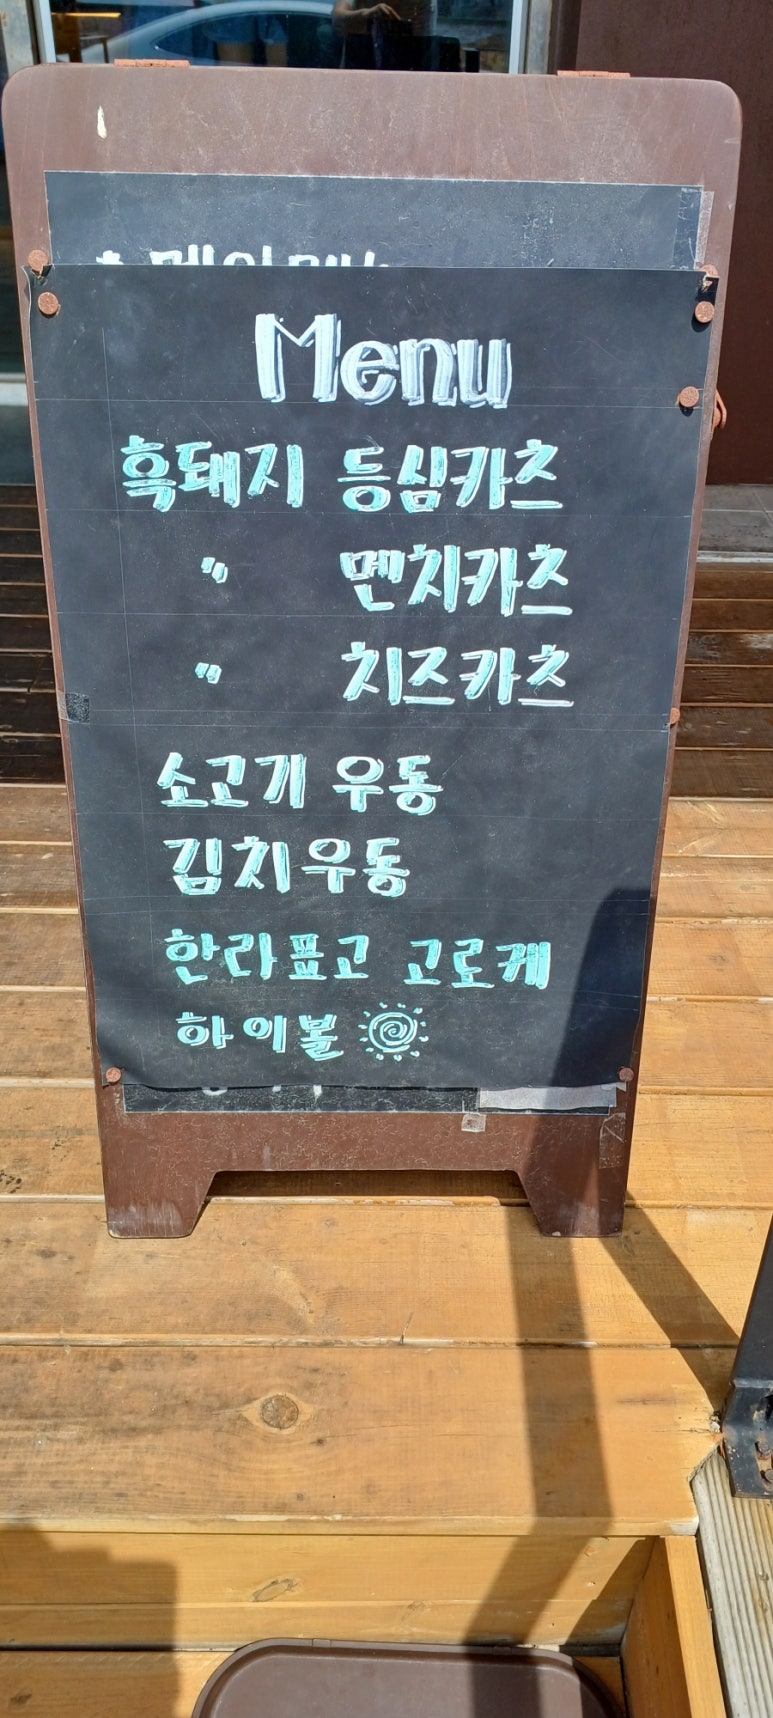 Menu
흑돼지 등심카츠
〃 멘치카츠
〃 치즈카츠
소고기 우동
김치우동
한라표고 고로케
하이볼